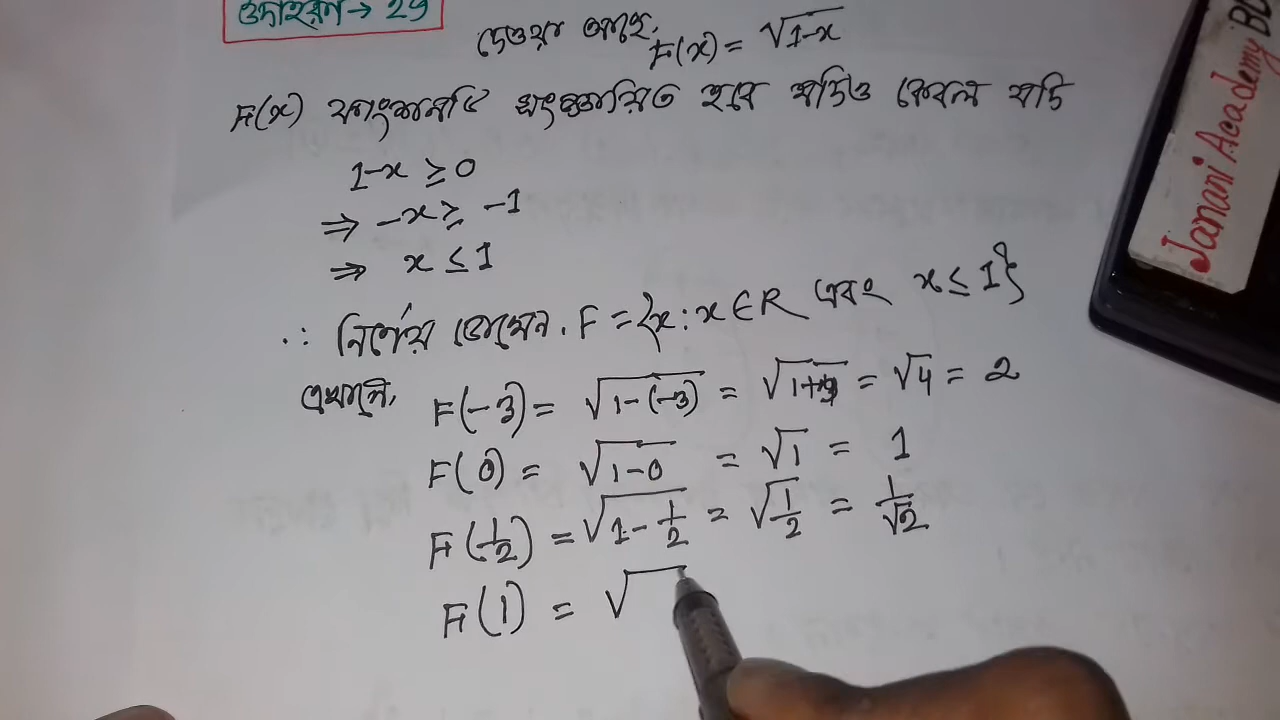 উদাহরণ → 29
দেওয়া আছে, F(x) = √1-x
F(x) ফাংশনটি সংজ্ঞায়িত হবে যদিও কেবল যদি
1-x ≥ 0
⇒ -x ≥ -1
⇒ x ≤ 1
∴ নির্ণেয় ডোমেন. F = {x : x ∈ R এবং x ≤ 1}
এখানে, F(-3) = √1-(-3) = √1+3 = √4 = 2
F(0) = √1-0 = √1 = 1
F(1/2) = √1-1/2 = √1/2 = 1/√2
F(1) = √
Janani Academy